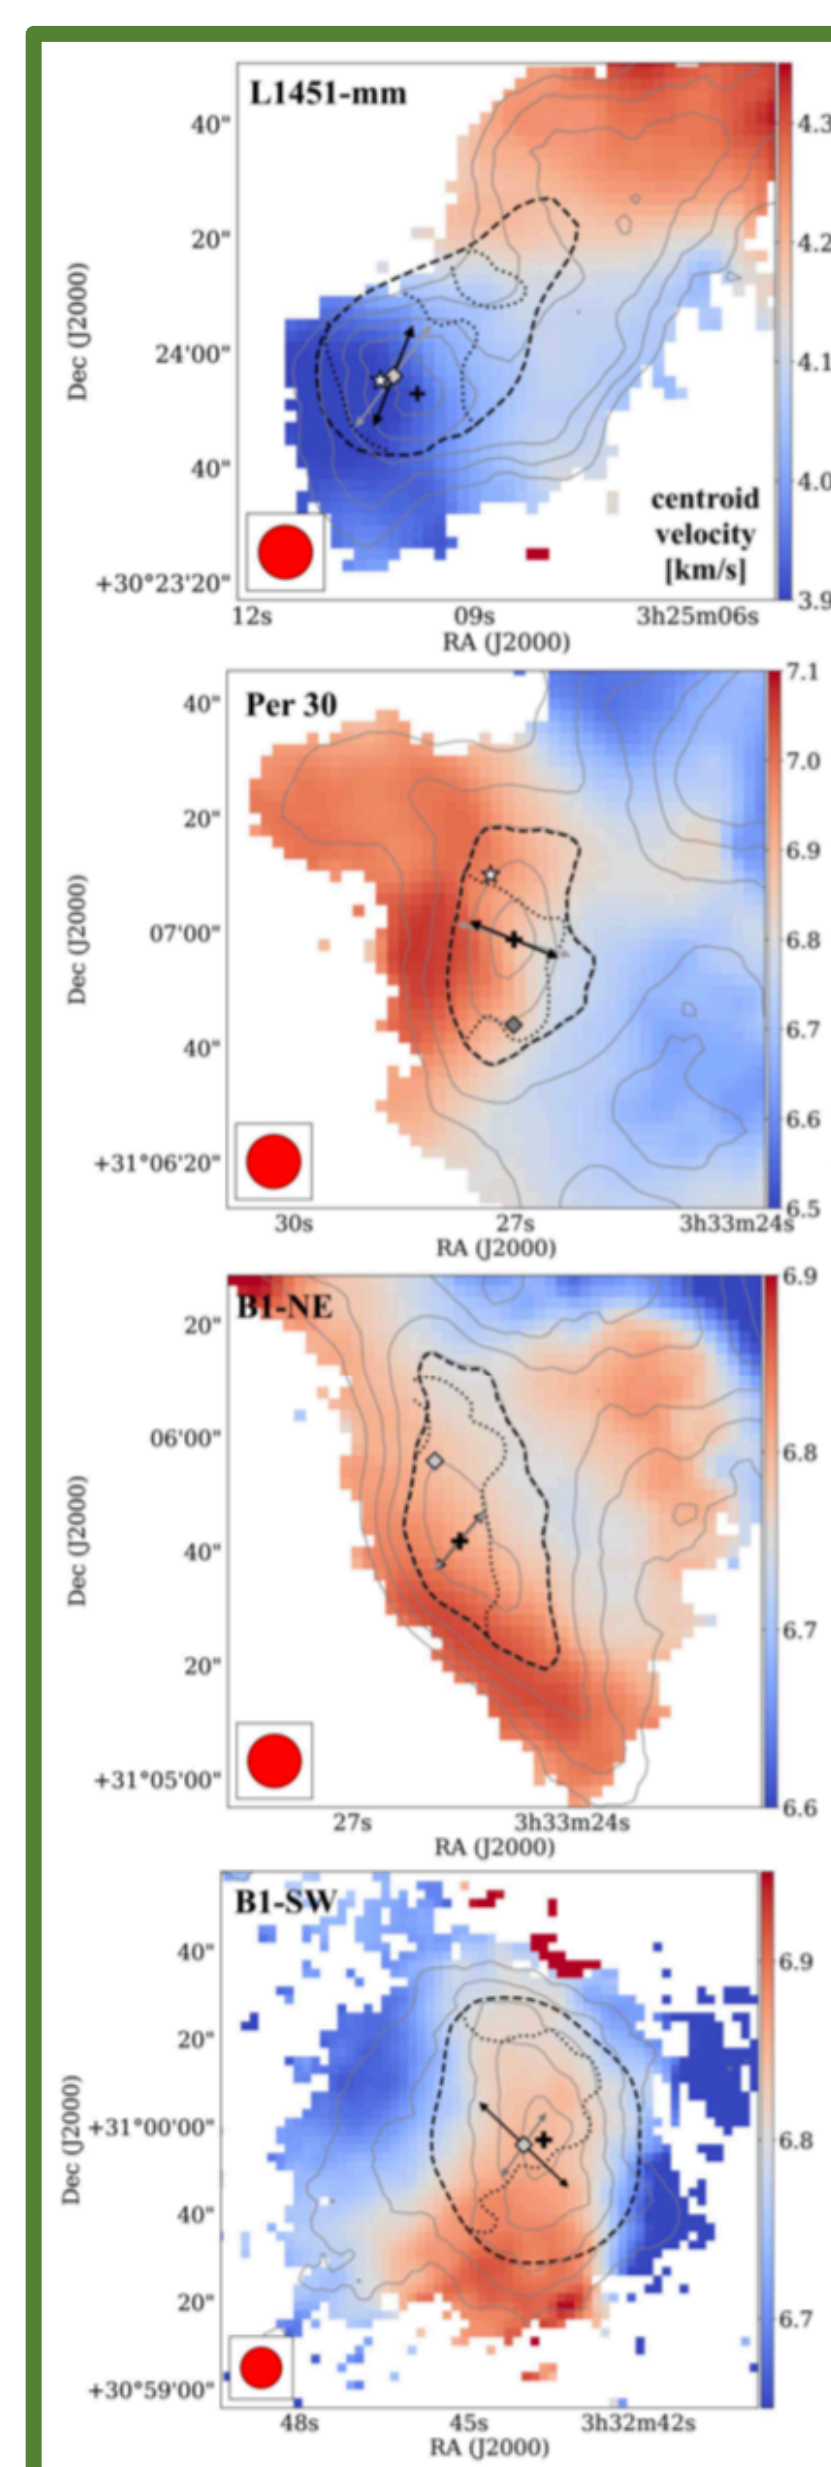 L1451-mm
40"
20"
24'00"
40"
+30°23'20"
Dec (J2000)
12s 09s 3h25m06s
RA (J2000)
centroid
velocity
[km/s]
4.3
4.2
4.1
4.0
3.9
Per 30
40"
20"
07'00"
40"
+31°06'20"
Dec (J2000)
30s 27s 3h33m24s
RA (J2000)
7.1
7.0
6.9
6.8
6.7
6.6
6.5
B1-NE
20"
06'00"
40"
20"
+31°05'00"
Dec (J2000)
27s 3h33m24s
RA (J2000)
6.9
6.8
6.7
6.6
B1-SW
40"
20"
+31°00'00"
40"
20"
+30°59'00"
Dec (J2000)
48s 45s 3h32m42s
RA (J2000)
6.9
6.8
6.7